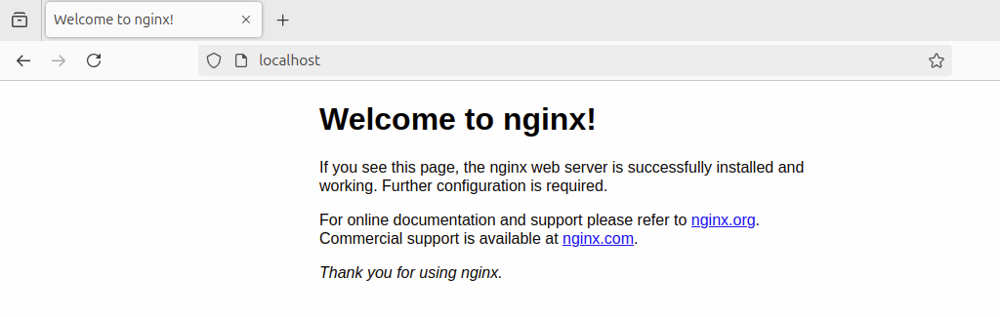 Welcome to nginx!
localhost
Welcome to nginx!
If you see this page, the nginx web server is successfully installed and
working. Further configuration is required.
For online documentation and support please refer to nginx.org.
Commercial support is available at nginx.com.
Thank you for using nginx.